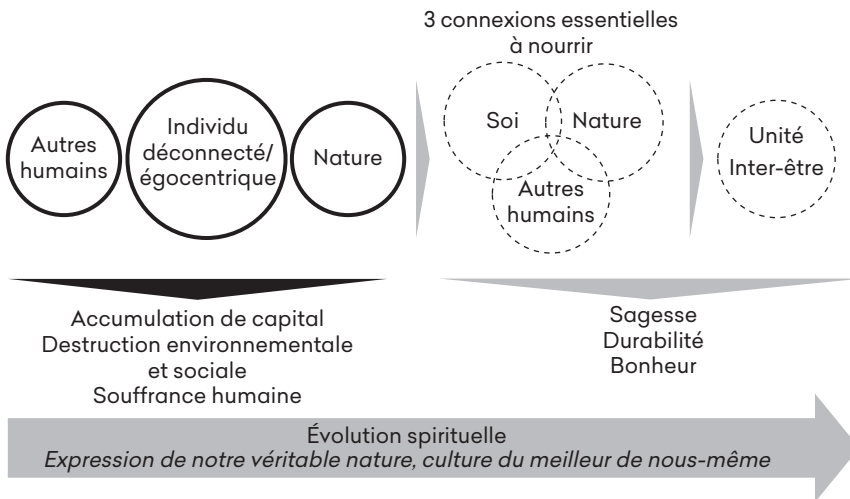 3 connexions essentielles
à nourrir
Autres
humains
Individu
déconnecté/
égocentrique
Nature
Soi
Nature
Autres
humains
Unité
Inter-être
Accumulation de capital
Destruction environnementale
et sociale
Souffrance humaine
Sagesse
Durabilité
Bonheur
Évolution spirituelle
Expression de notre véritable nature, culture du meilleur de nous-même